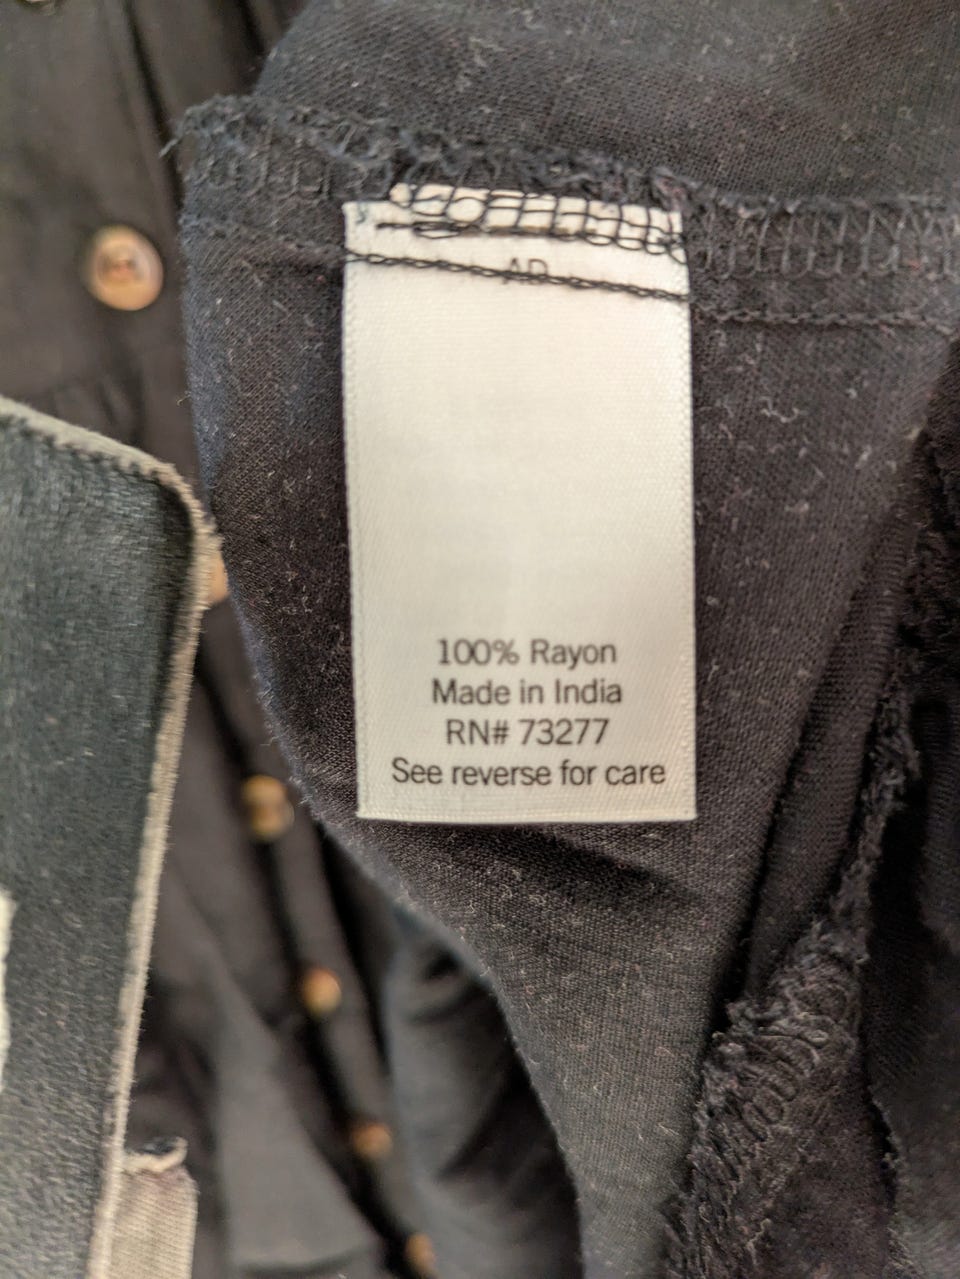 100% Rayon
Made in India
RN# 73277
See reverse for care